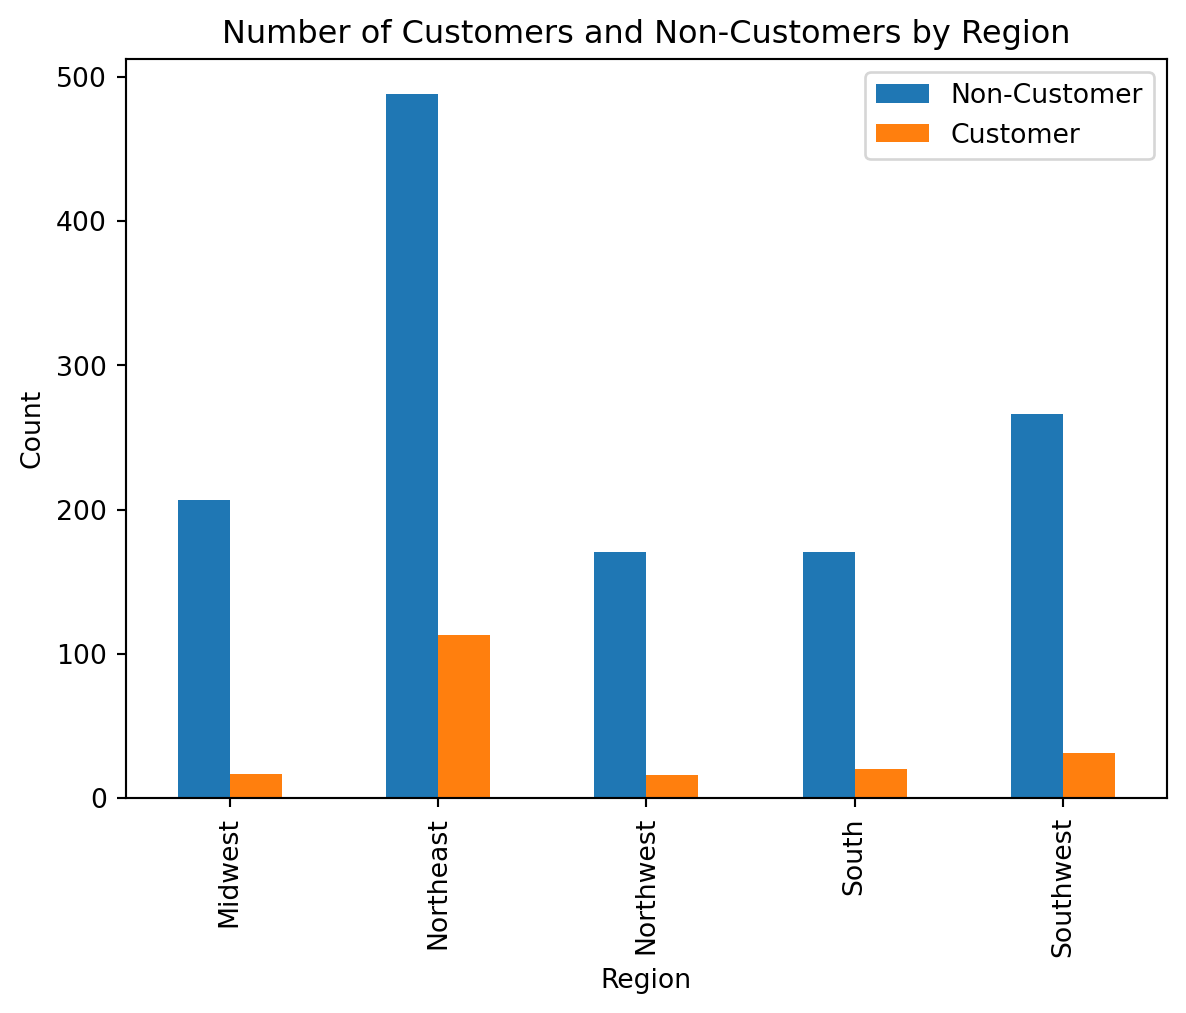 Number of Customers and Non-Customers by Region
Non-Customer
Customer
500
400
300
200
100
0
Count
Midwest
Northeast
Northwest
South
Southwest
Region